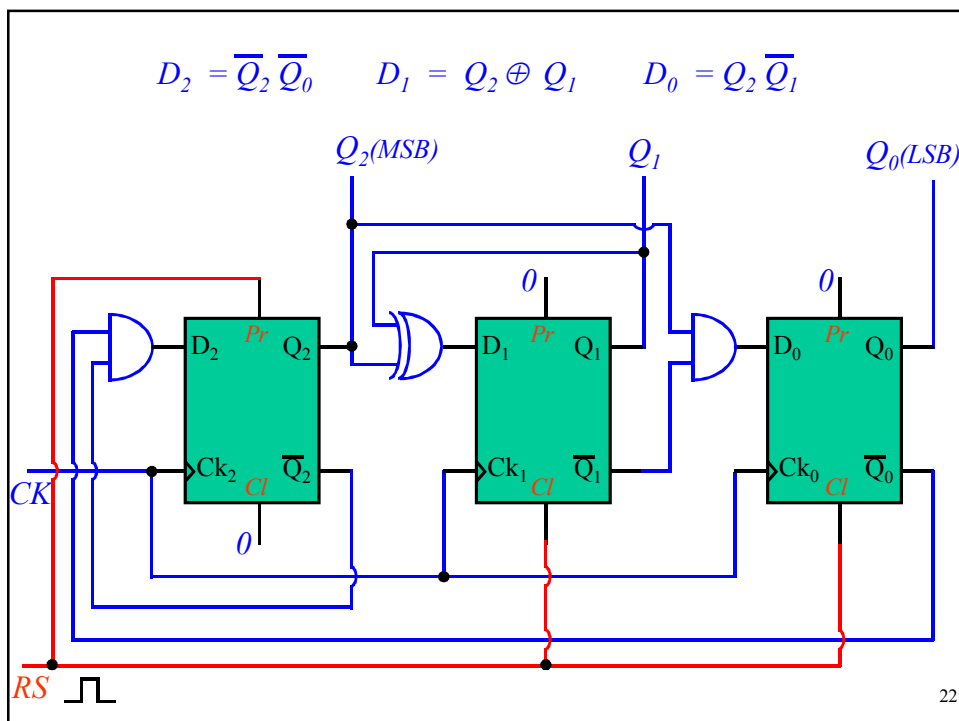 D₂ = Q̅₂ Q̅₀ D₁ = Q₂ ⊕ Q₁ D₀ = Q₂ Q̅₁
Q₂(MSB) Q₁ Q₀(LSB)
0 0
Pr Pr Pr
D₂ Q₂ D₁ Q₁ D₀ Q₀
Ck₂ Q̅₂ Ck₁ Q̅₁ Ck₀ Q̅₀
CK Cl Cl Cl
0
RS
22